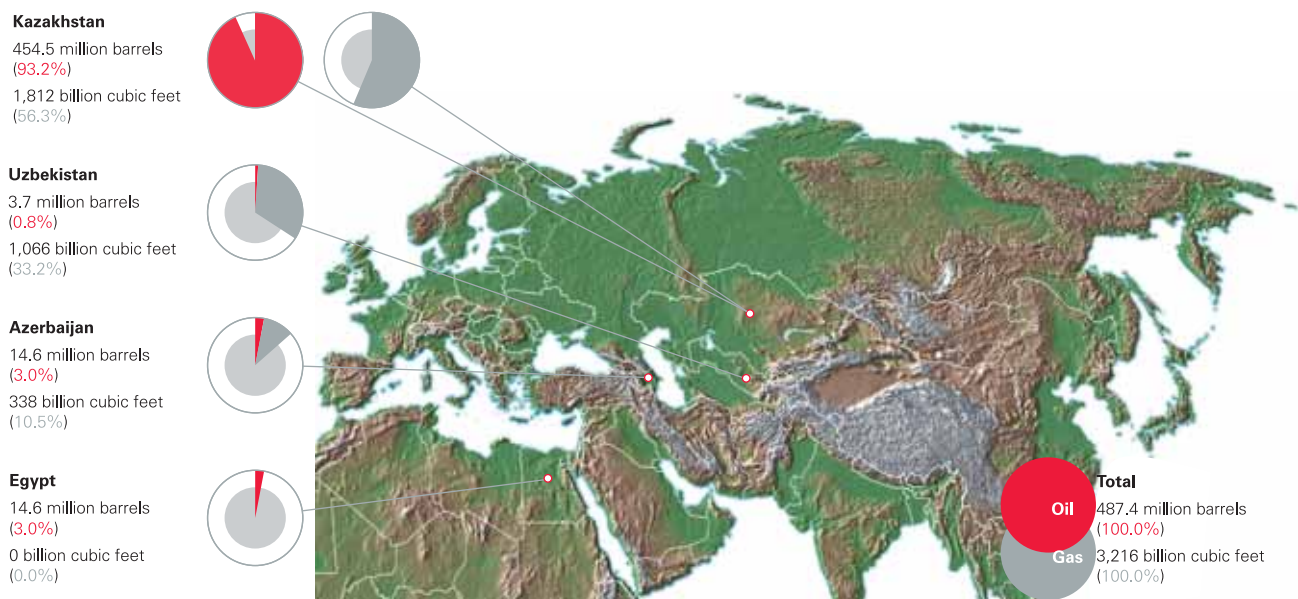 Kazakhstan
454.5 million barrels
(93.2%)
1,812 billion cubic feet
(56.3%)
Uzbekistan
3.7 million barrels
(0.8%)
1,066 billion cubic feet
(33.2%)
Azerbaijan
14.6 million barrels
(3.0%)
338 billion cubic feet
(10.5%)
Egypt
14.6 million barrels
(3.0%)
0 billion cubic feet
(0.0%)
Oil
Gas
Total
487.4 million barrels
(100.0%)
3,216 billion cubic feet
(100.0%)